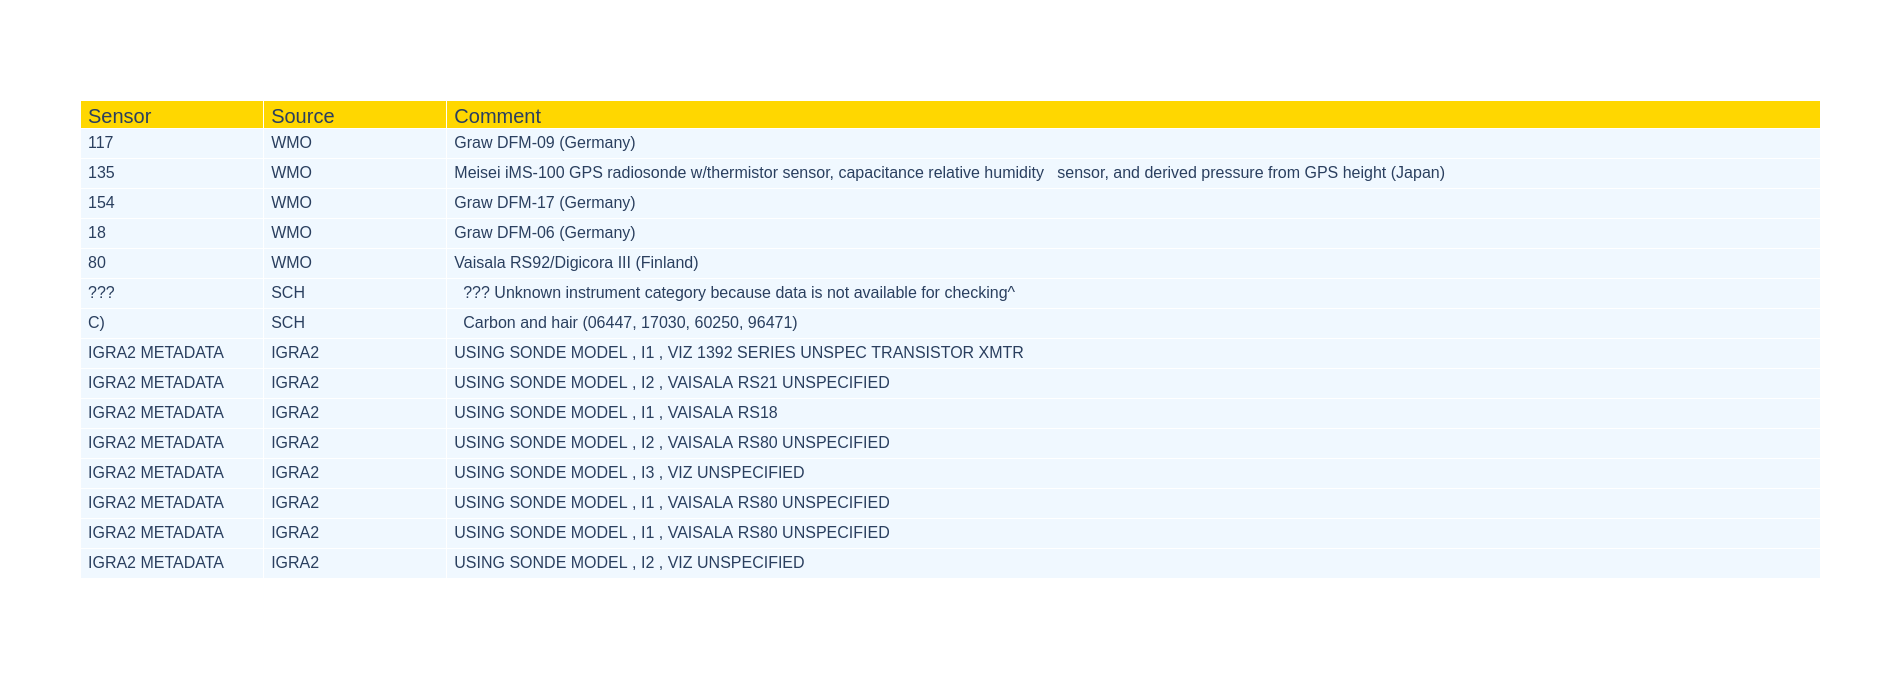 Sensor Source Comment
117 WMO Graw DFM-09 (Germany)
135 WMO Meisei iMS-100 GPS radiosonde w/thermistor sensor, capacitance relative humidity   sensor, and derived pressure from GPS height (Japan)
154 WMO Graw DFM-17 (Germany)
18 WMO Graw DFM-06 (Germany)
80 WMO Vaisala RS92/Digicora III (Finland)
??? SCH ??? Unknown instrument category because data is not available for checking^
C) SCH Carbon and hair (06447, 17030, 60250, 96471)
IGRA2 METADATA IGRA2 USING SONDE MODEL , I1 , VIZ 1392 SERIES UNSPEC TRANSISTOR XMTR
IGRA2 METADATA IGRA2 USING SONDE MODEL , I2 , VAISALA RS21 UNSPECIFIED
IGRA2 METADATA IGRA2 USING SONDE MODEL , I1 , VAISALA RS18
IGRA2 METADATA IGRA2 USING SONDE MODEL , I2 , VAISALA RS80 UNSPECIFIED
IGRA2 METADATA IGRA2 USING SONDE MODEL , I3 , VIZ UNSPECIFIED
IGRA2 METADATA IGRA2 USING SONDE MODEL , I1 , VAISALA RS80 UNSPECIFIED
IGRA2 METADATA IGRA2 USING SONDE MODEL , I1 , VAISALA RS80 UNSPECIFIED
IGRA2 METADATA IGRA2 USING SONDE MODEL , I2 , VIZ UNSPECIFIED